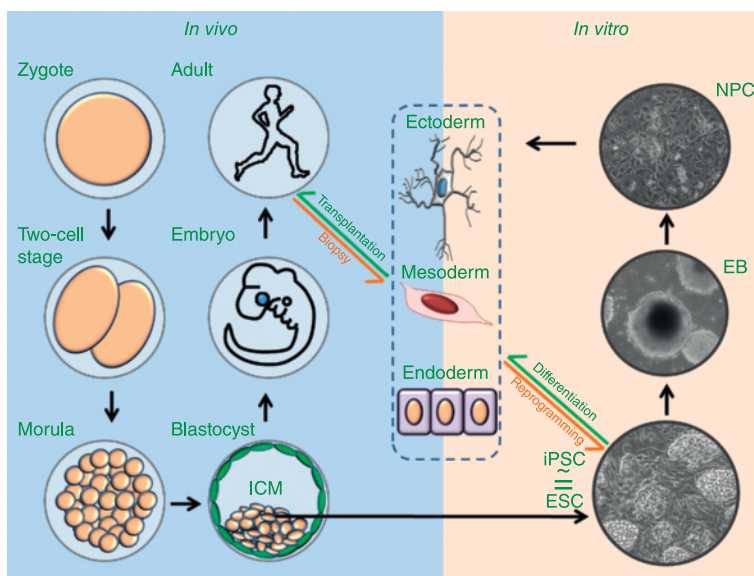 In vivo
In vitro
Zygote
Adult
NPC
Ectoderm
Transplantation
Biopsy
Two-cell
stage
Embryo
Mesoderm
EB
Endoderm
Differentiation
Reprogramming
Morula
Blastocyst
ICM
iPSC
≅
ESC